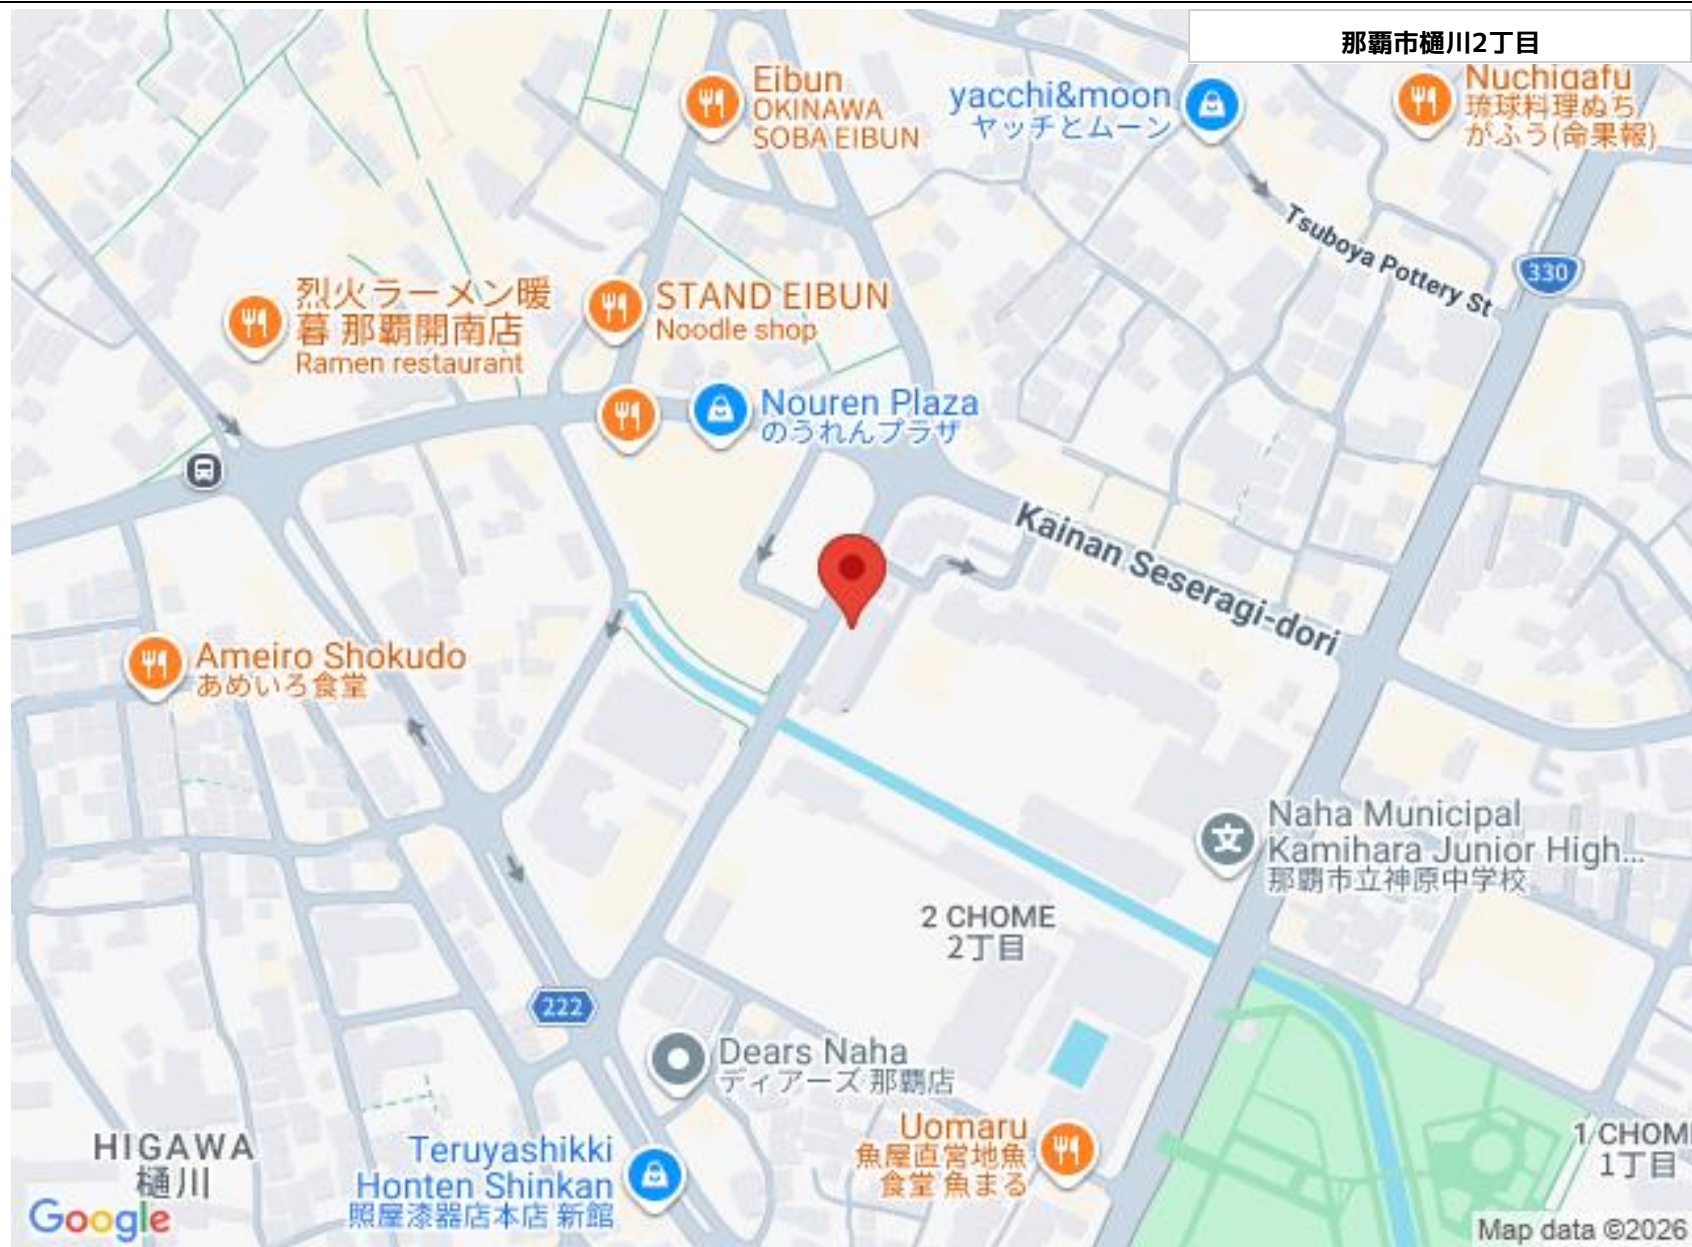 那覇市樋川2丁目
Eibun
OKINAWA
SOBA EIBUN
yacchi&moon
ヤッチとムーン
Nuchigafu
琉球料理ぬち
がふう(命果報)
Tsuboya Pottery St
330
烈火ラーメン暖
暮 那覇開南店
Ramen restaurant
STAND EIBUN
Noodle shop
Nouren Plaza
のうれんプラザ
Kainan Seseragi-dori
Ameiro Shokudo
あめいろ食堂
Naha Municipal
Kamihara Junior High...
那覇市立神原中学校
文
2 CHOME
2丁目
222
Dears Naha
ディアーズ 那覇店
Uomaru
魚屋直営地魚
食堂 魚まる
HIGAWA
樋川
Teruyashikki
Honten Shinkan
照屋漆器店本店 新館
1 CHOM
1丁目
Google
Map data ©2026